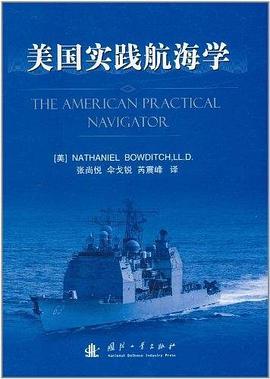 美国实践航海学
THE AMERICAN PRACTICAL
NAVIGATOR
[美] NATHANIEL BOWDITCH,LL.D.
张尚悦 伞戈锐 芮震峰 译
国防工业出版社
National Defense Industry Press